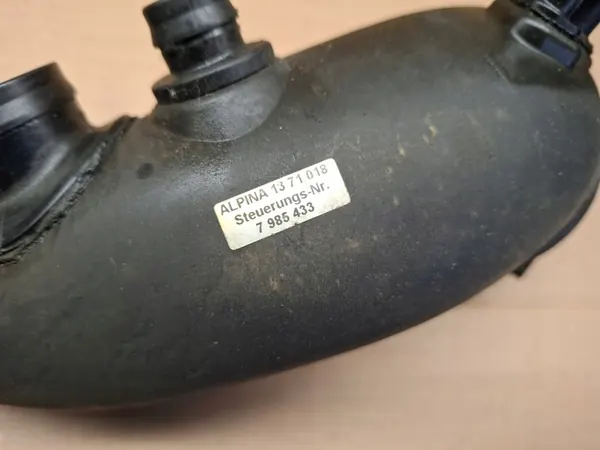 ALPINA 13 71 018
Steuerungs-Nr.
7 985 433